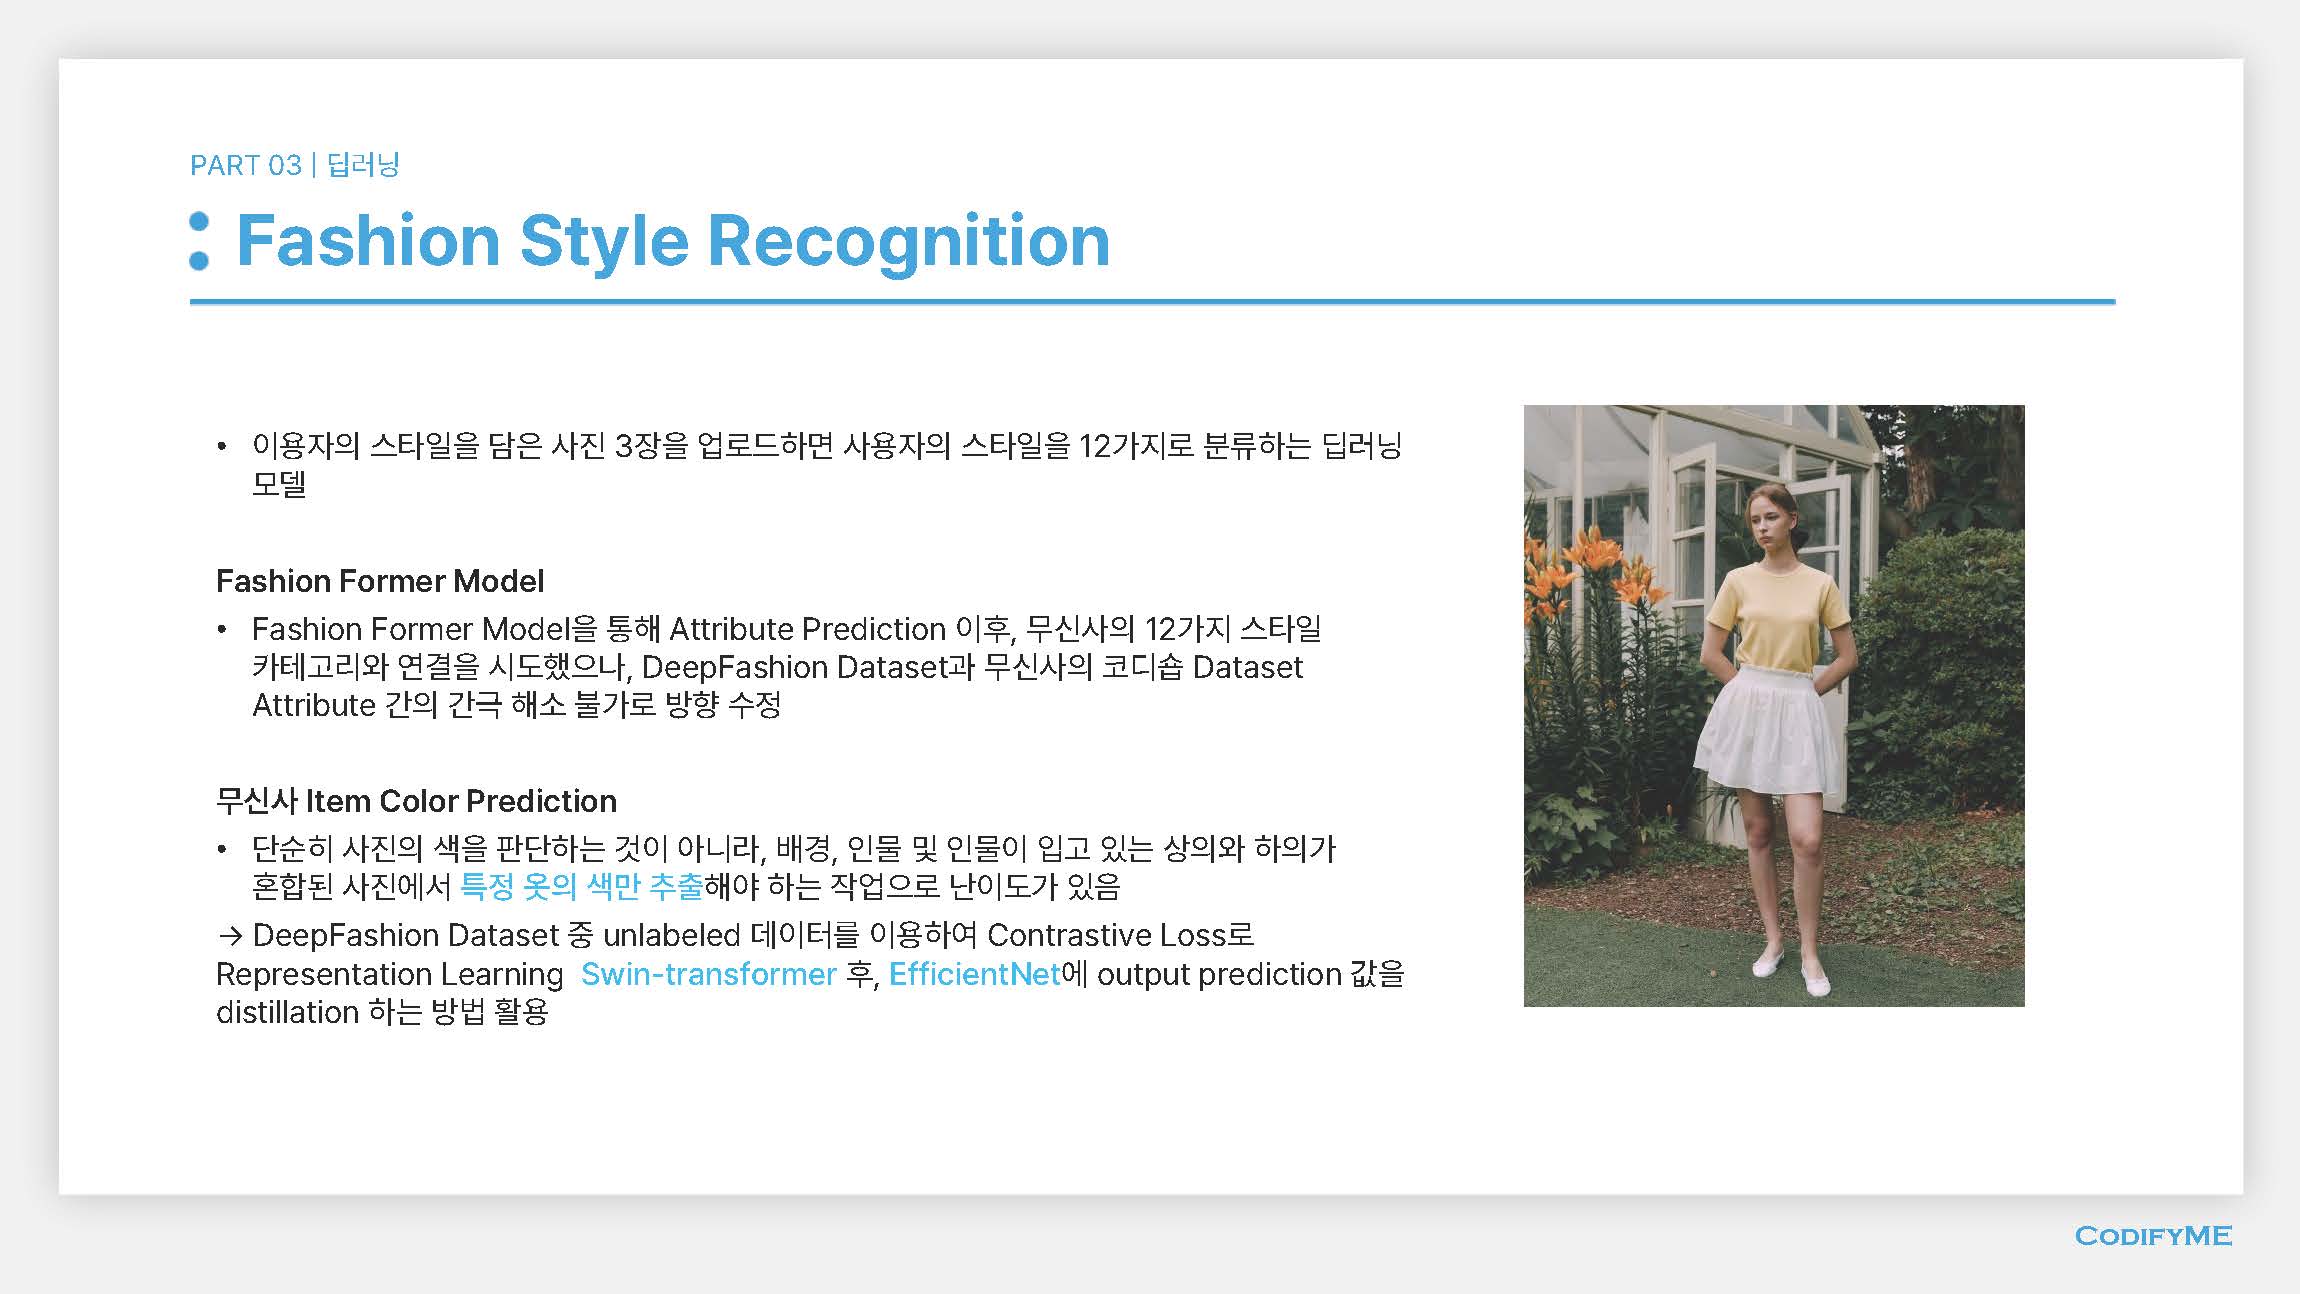 PART 03 | 딥러닝
Fashion Style Recognition
• 이용자의 스타일을 담은 사진 3장을 업로드하면 사용자의 스타일을 12가지로 분류하는 딥러닝
모델
Fashion Former Model
• Fashion Former Model을 통해 Attribute Prediction 이후, 무신사의 12가지 스타일
카테고리와 연결을 시도했으나, DeepFashion Dataset과 무신사의 코디숍 Dataset
Attribute 간의 간극 해소 불가로 방향 수정
무신사 Item Color Prediction
• 단순히 사진의 색을 판단하는 것이 아니라, 배경, 인물 및 인물이 입고 있는 상의와 하의가
혼합된 사진에서 특정 옷의 색만 추출해야 하는 작업으로 난이도가 있음
→ DeepFashion Dataset 중 unlabeled 데이터를 이용하여 Contrastive Loss로
Representation Learning  Swin-transformer 후, EfficientNet에 output prediction 값을
distillation 하는 방법 활용
CODIFYME